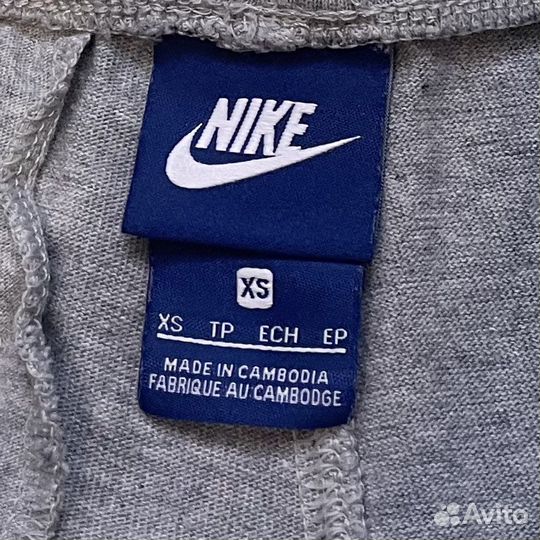 NIKE
XS
XS TP ECH EP
MADE IN CAMBODIA
FABRIQUE AU CAMBODGE
Avito